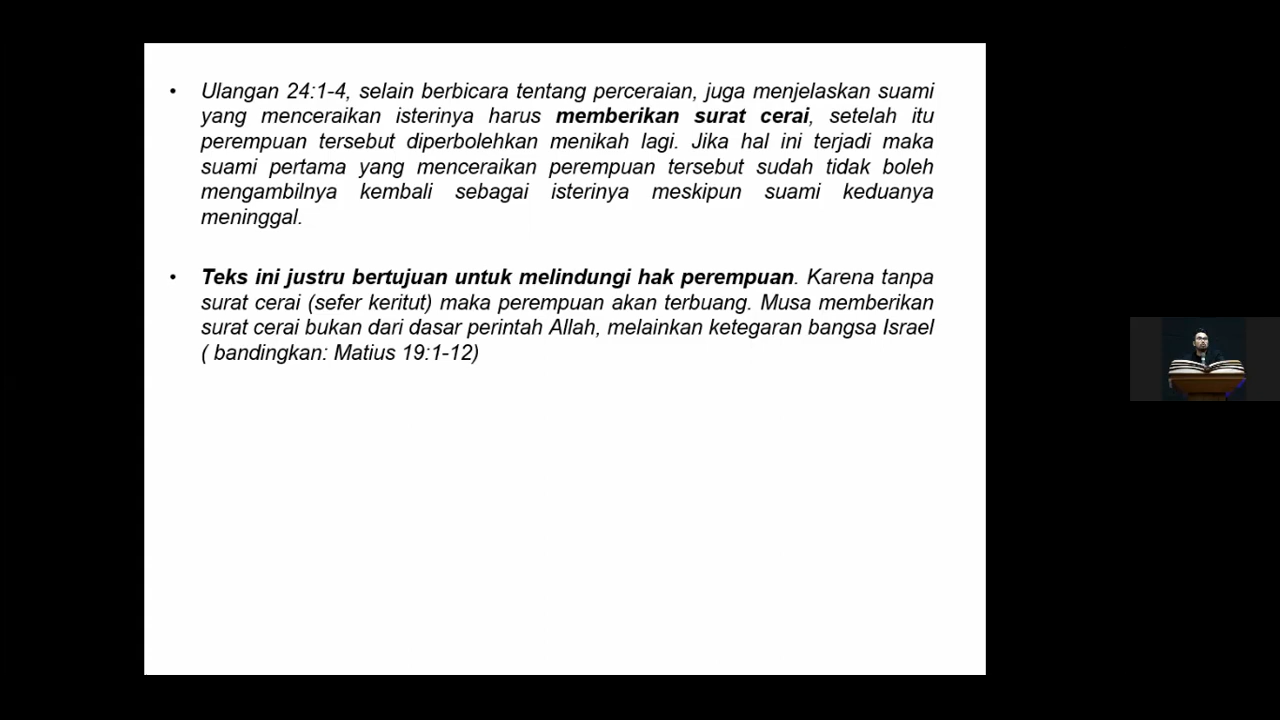 • Ulangan 24:1-4, selain berbicara tentang perceraian, juga menjelaskan suami
yang menceraikan isterinya harus memberikan surat cerai, setelah itu
perempuan tersebut diperbolehkan menikah lagi. Jika hal ini terjadi maka
suami pertama yang menceraikan perempuan tersebut sudah tidak boleh
mengambilnya kembali sebagai isterinya meskipun suami keduanya
meninggal.
• Teks ini justru bertujuan untuk melindungi hak perempuan. Karena tanpa
surat cerai (sefer keritut) maka perempuan akan terbuang. Musa memberikan
surat cerai bukan dari dasar perintah Allah, melainkan ketegaran bangsa Israel
( bandingkan: Matius 19:1-12)